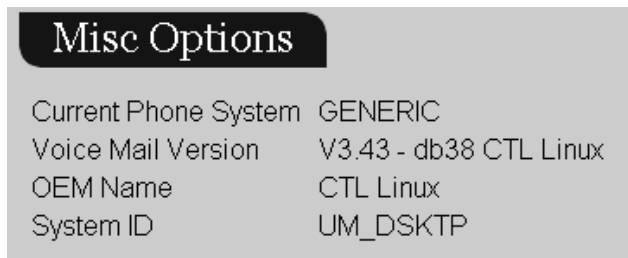 Misc Options
Current Phone System GENERIC
Voice Mail Version V3.43 - db38 CTL Linux
OEM Name CTL Linux
System ID UM_DSKTP